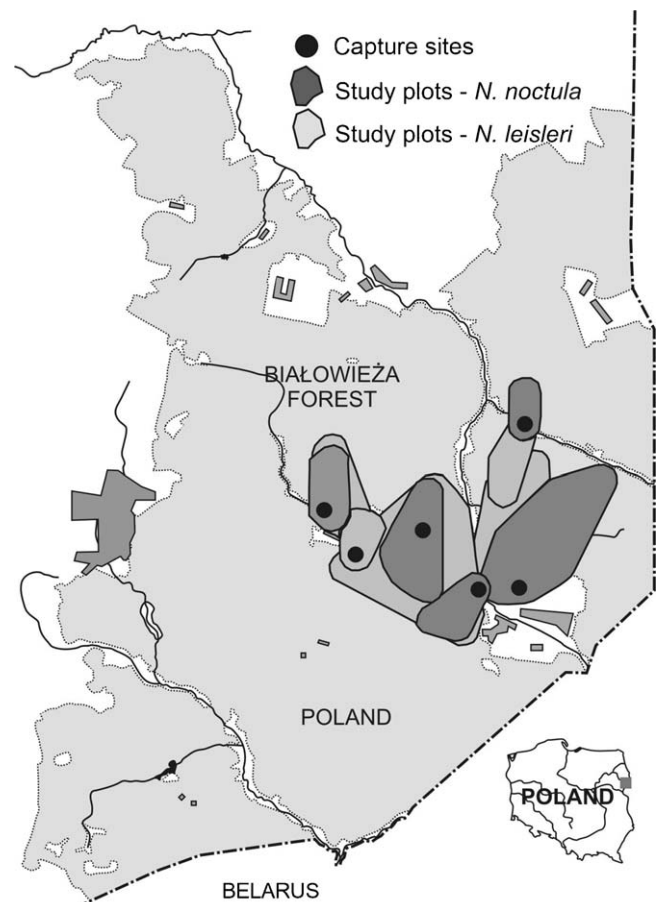 Capture sites
Study plots - N. noctula
Study plots - N. leisleri
BIAŁOWIEŻA
FOREST
POLAND
POLAND
BELARUS